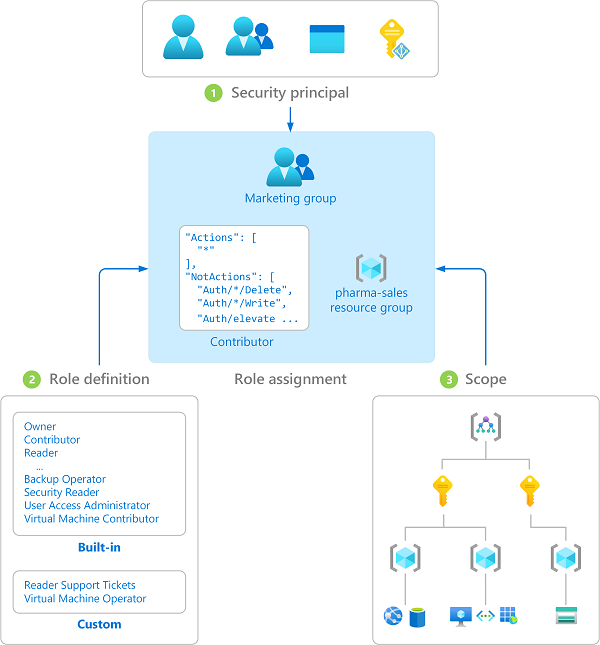 1 Security principal
Marketing group
"Actions": [
"*"
],
"NotActions": [
"Auth/*/Delete",
"Auth/*/Write",
"Auth/elevate ...
Contributor
pharma-sales
resource group
Role assignment
2 Role definition
Owner
Contributor
Reader
...
Backup Operator
Security Reader
User Access Administrator
Virtual Machine Contributor
Built-in
Reader Support Tickets
Virtual Machine Operator
Custom
3 Scope